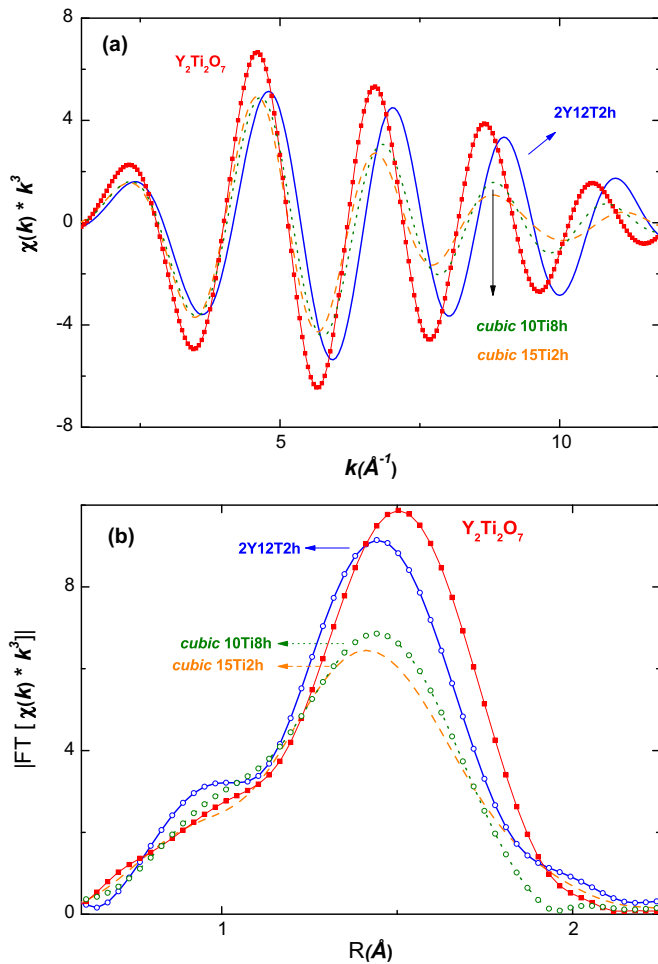 8
(a)
Y2Ti2O7
4
2Y12T2h
χ(k) * k3
0
-4
cubic 10Ti8h
cubic 15Ti2h
-8
5
10
k(Å-1)
(b)
Y2Ti2O7
2Y12T2h
8
cubic 10Ti8h
cubic 15Ti2h
|FT [ χ(k) * k3]|
4
0
1
2
R(Å)